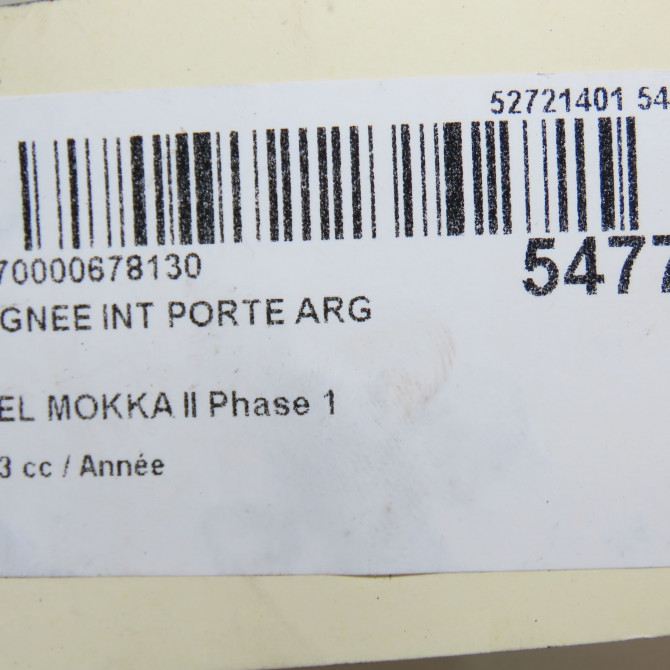 52721401 54
70000678130
5477
GNEE INT PORTE ARG
EL MOKKA II Phase 1
3 cc / Année